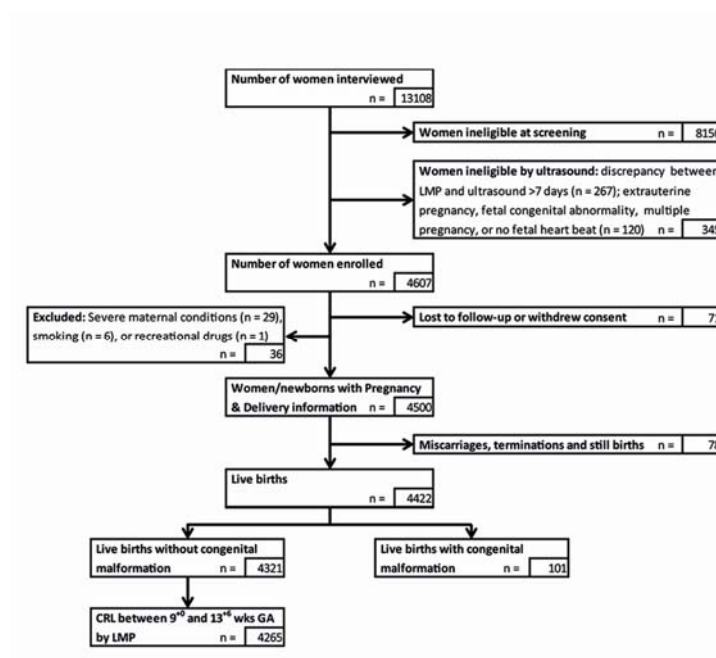 Number of women interviewed
n = 13108
Women ineligible at screening n = 8156
Women ineligible by ultrasound: discrepancy between
LMP and ultrasound >7 days (n = 267); extrauterine
pregnancy, fetal congenital abnormality, multiple
pregnancy, or no fetal heart beat (n = 120) n = 345
Number of women enrolled
n = 4607
Excluded: Severe maternal conditions (n = 29),
smoking (n = 6), or recreational drugs (n = 1)
n = 36
Lost to follow-up or withdrew consent n = 71
Women/newborns with Pregnancy
& Delivery information n = 4500
Miscarriages, terminations and still births n = 78
Live births
n = 4422
Live births without congenital
malformation n = 4321
Live births with congenital
malformation n = 101
CRL between 9⁺⁰ and 13⁺⁶ wks GA
by LMP n = 4265